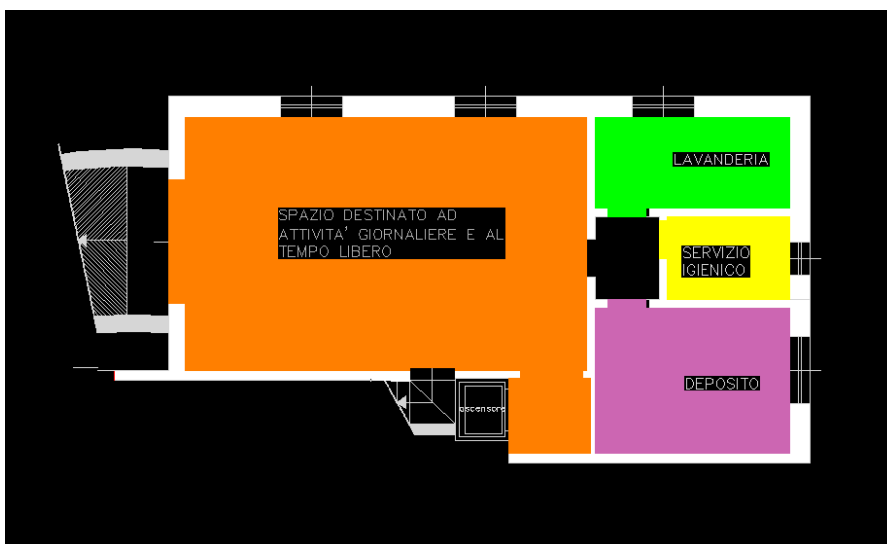 LAVANDERIA
SPAZIO DESTINATO AD
ATTIVITA' GIORNALIERE E AL
TEMPO LIBERO
SERVIZIO
IGIENICO
DEPOSITO
ascensore